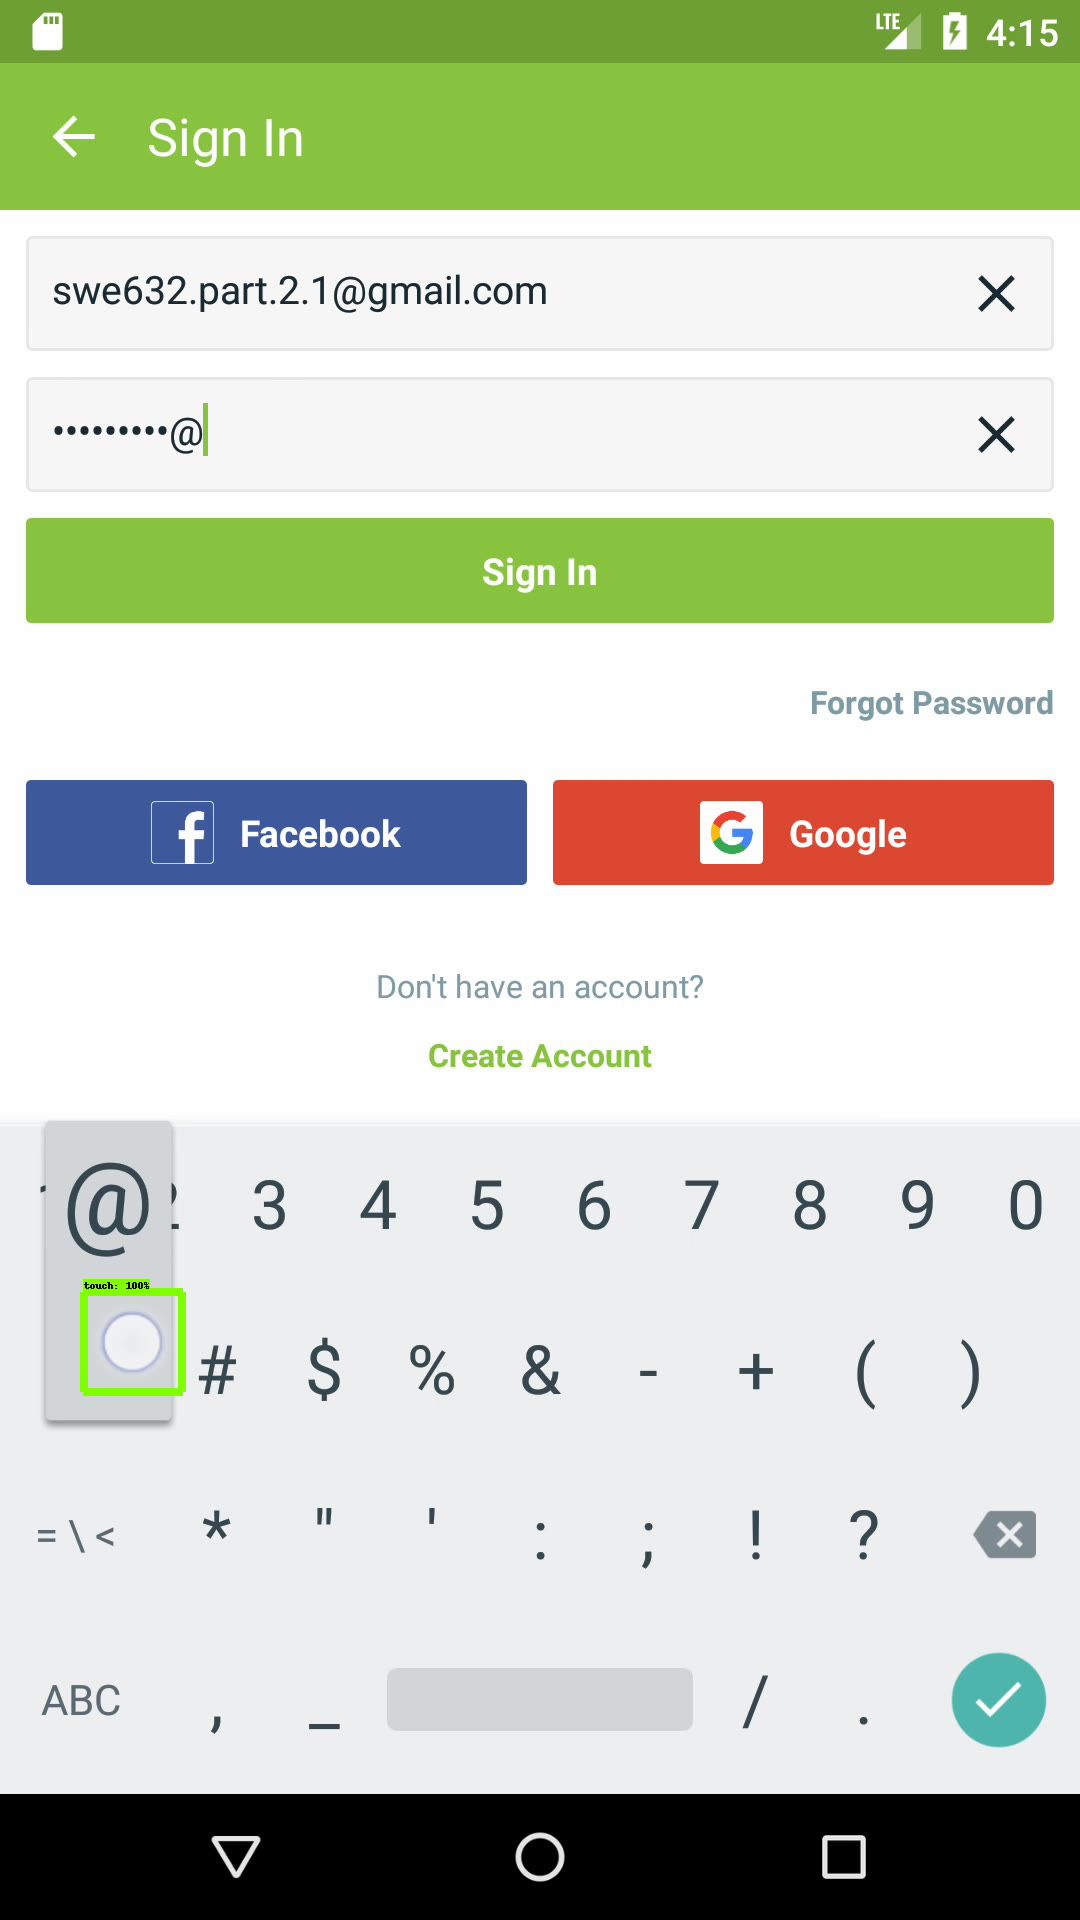 LTE 4:15
Sign In
swe632.part.2.1@gmail.com
•••••••••@
Sign In
Forgot Password
Facebook
G Google
Don't have an account?
Create Account
@ 3 4 5 6 7 8 9 0
touch: 100%
# $ % & - + ( )
= \ < * " ' : ; ! ?
ABC , _ / .